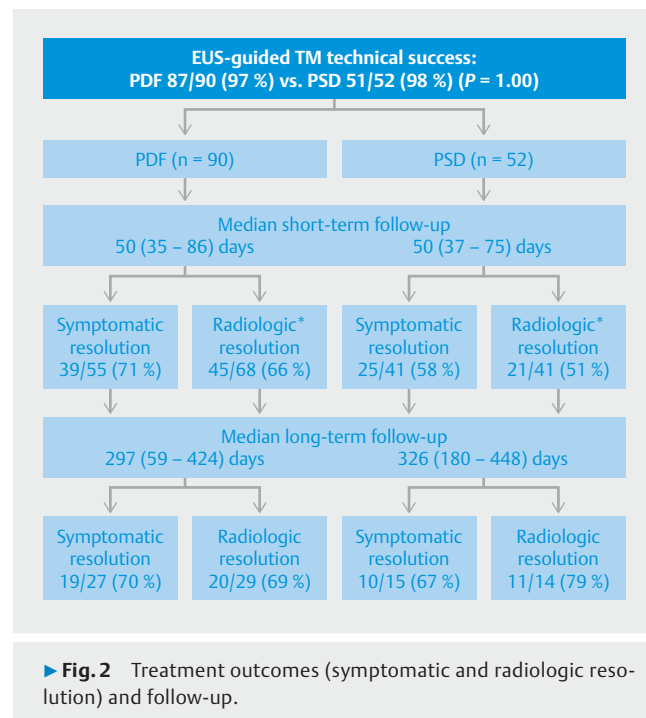 EUS-guided TM technical success:
PDF 87/90 (97 %) vs. PSD 51/52 (98 %) (P = 1.00)
PDF (n = 90)
PSD (n = 52)
Median short-term follow-up
50 (35 – 86) days
50 (37 – 75) days
Symptomatic
resolution
39/55 (71 %)
Radiologic*
resolution
45/68 (66 %)
Symptomatic
resolution
25/41 (58 %)
Radiologic*
resolution
21/41 (51 %)
Median long-term follow-up
297 (59 – 424) days
326 (180 – 448) days
Symptomatic
resolution
19/27 (70 %)
Radiologic
resolution
20/29 (69 %)
Symptomatic
resolution
10/15 (67 %)
Radiologic
resolution
11/14 (79 %)
▶ Fig. 2 Treatment outcomes (symptomatic and radiologic reso-
lution) and follow-up.